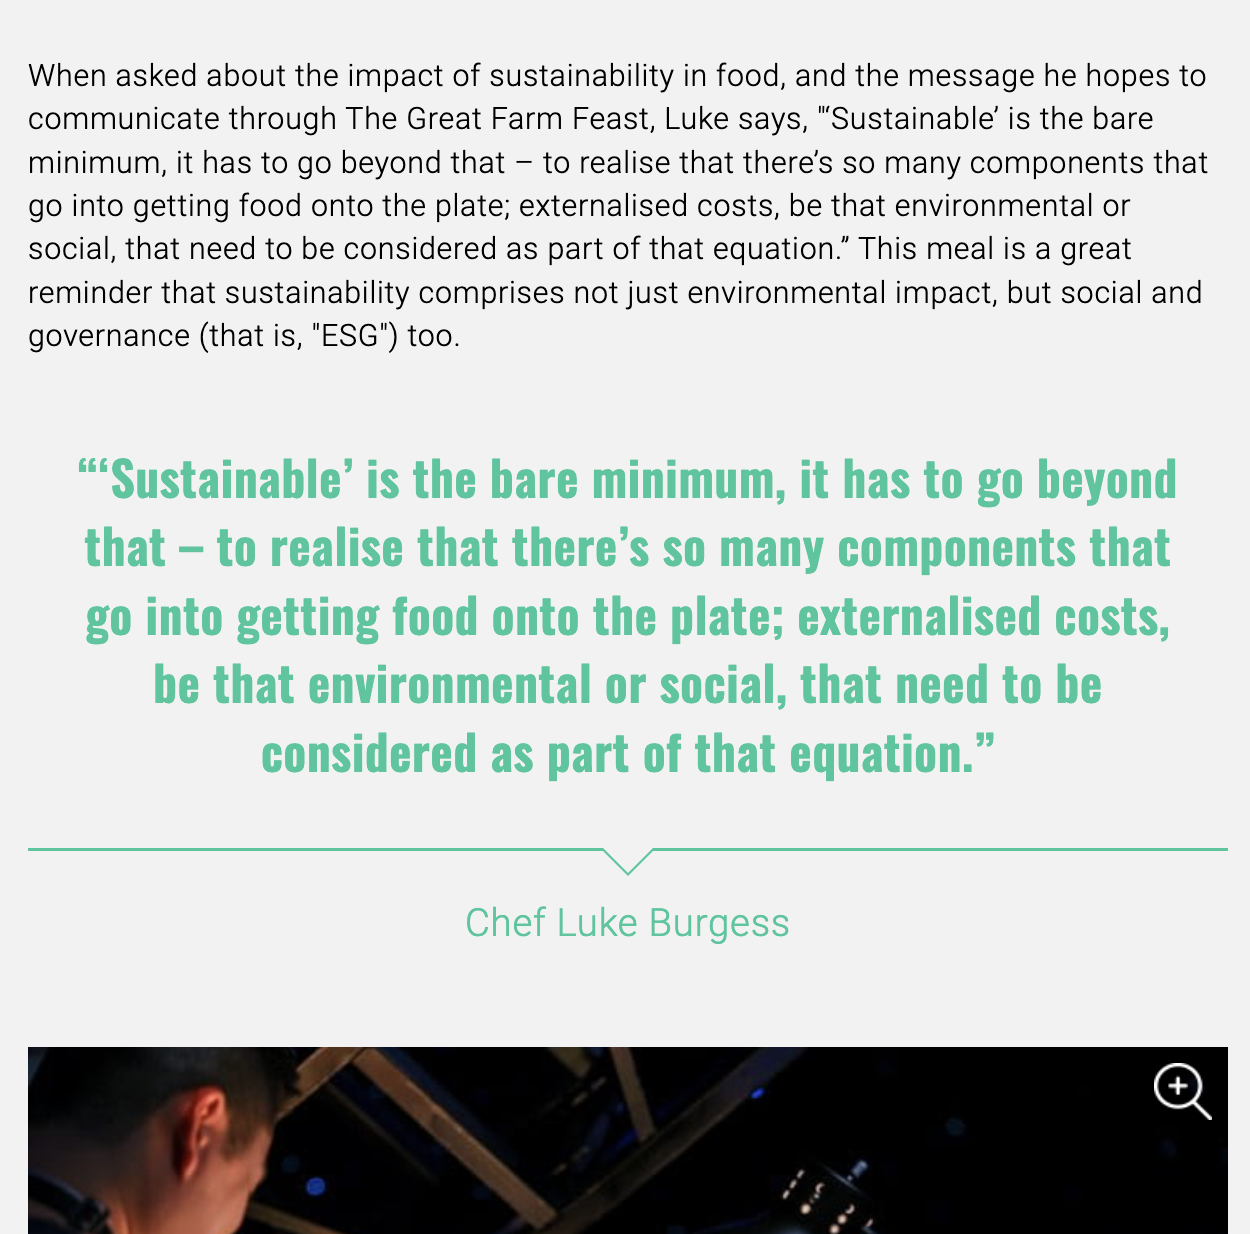 When asked about the impact of sustainability in food, and the message he hopes to
communicate through The Great Farm Feast, Luke says, "‘Sustainable’ is the bare
minimum, it has to go beyond that – to realise that there’s so many components that
go into getting food onto the plate; externalised costs, be that environmental or
social, that need to be considered as part of that equation.” This meal is a great
reminder that sustainability comprises not just environmental impact, but social and
governance (that is, "ESG") too.
“‘Sustainable’ is the bare minimum, it has to go beyond
that – to realise that there’s so many components that
go into getting food onto the plate; externalised costs,
be that environmental or social, that need to be
considered as part of that equation.”
Chef Luke Burgess